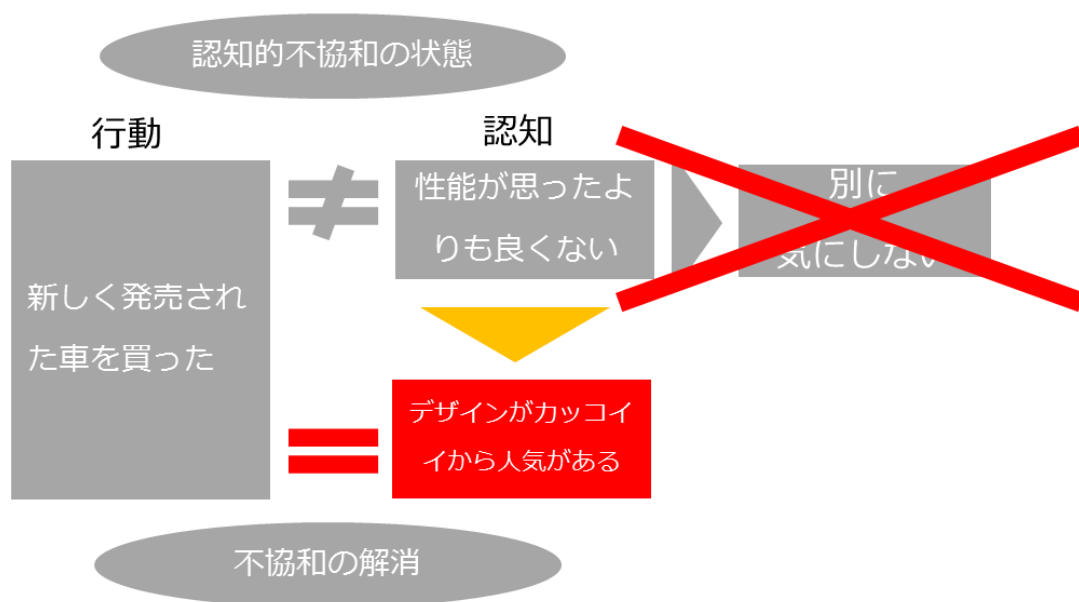 認知的不協和の状態
行動
認知
≠
性能が思ったよ
りも良くない
別に
気にしない
新しく発売され
た車を買った
=
デザインがカッコイ
イから人気がある
不協和の解消